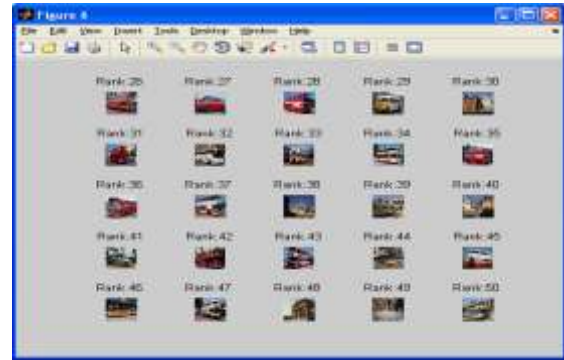 Figure 4
File Edit View Insert Tools Desktop Window Help
Rank:26 Rank:27 Rank:28 Rank:29 Rank:30
Rank:31 Rank:32 Rank:33 Rank:34 Rank:35
Rank:36 Rank:37 Rank:38 Rank:39 Rank:40
Rank:41 Rank:42 Rank:43 Rank:44 Rank:45
Rank:46 Rank:47 Rank:48 Rank:49 Rank:50